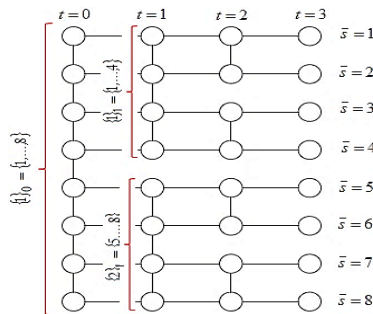 t = 0 t = 1 t = 2 t = 3
s̄ = 1
s̄ = 2
s̄ = 3
s̄ = 4
s̄ = 5
s̄ = 6
s̄ = 7
s̄ = 8
{1}₀ = {1,...8}
{1}₁ = {1,...4}
{2}₁ = {5,...8}